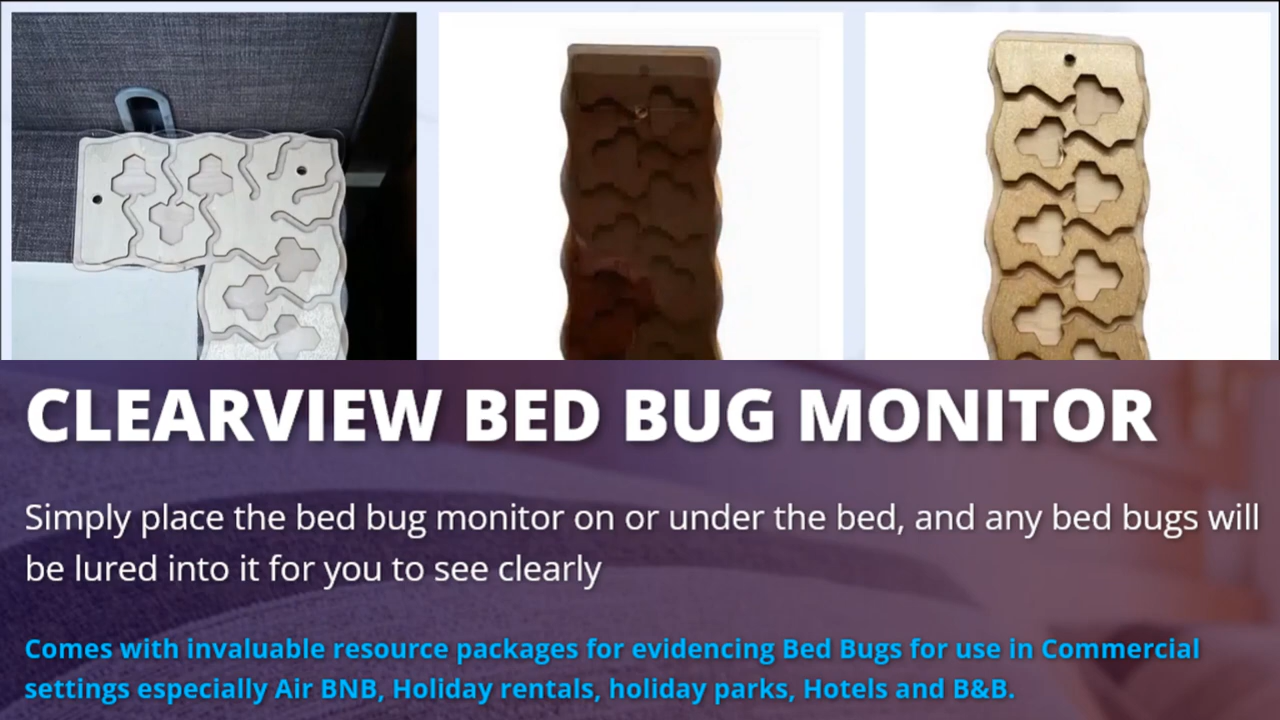 CLEARVIEW BED BUG MONITOR
Simply place the bed bug monitor on or under the bed, and any bed bugs will
be lured into it for you to see clearly
Comes with invaluable resource packages for evidencing Bed Bugs for use in Commercial
settings especially Air BNB, Holiday rentals, holiday parks, Hotels and B&B.